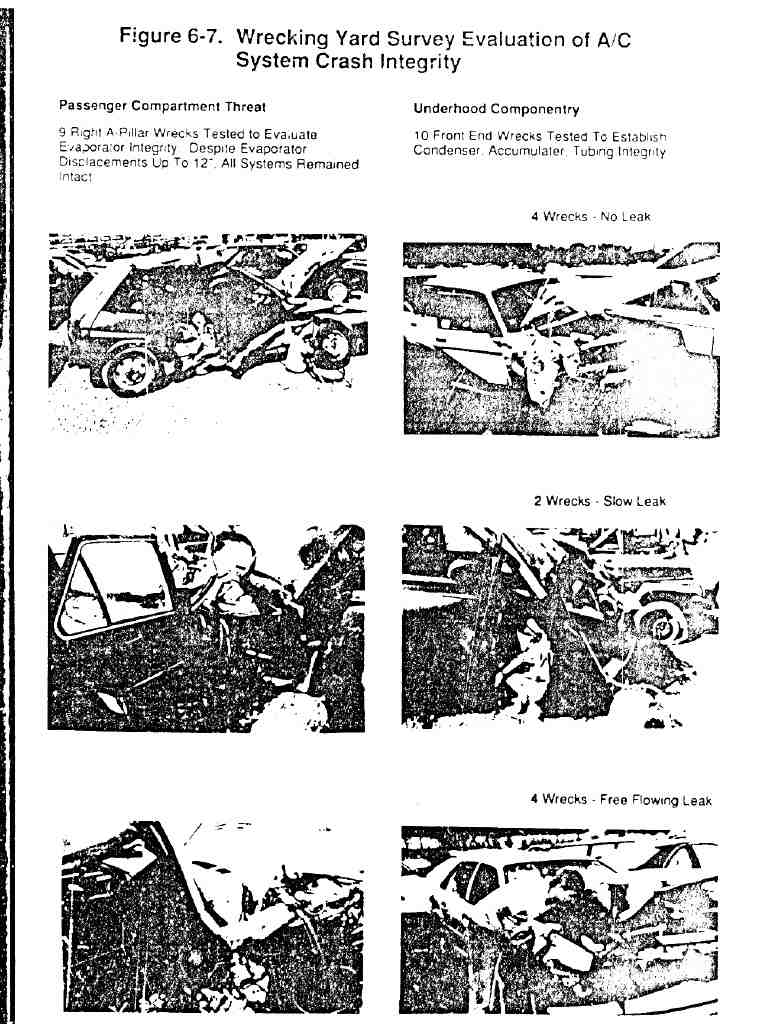 Figure 6-7. Wrecking Yard Survey Evaluation of A/C
System Crash Integrity
Passenger Compartment Threat
9 Right A-Pillar Wrecks Tested to Evaluate
Evaporator Integrity. Despite Evaporator
Displacements Up To 12", All Systems Remained
Intact
Underhood Componentry
10 Front End Wrecks Tested To Establish
Condenser, Accumulater, Tubing Integrity
4 Wrecks - No Leak
2 Wrecks - Slow Leak
4 Wrecks - Free Flowing Leak